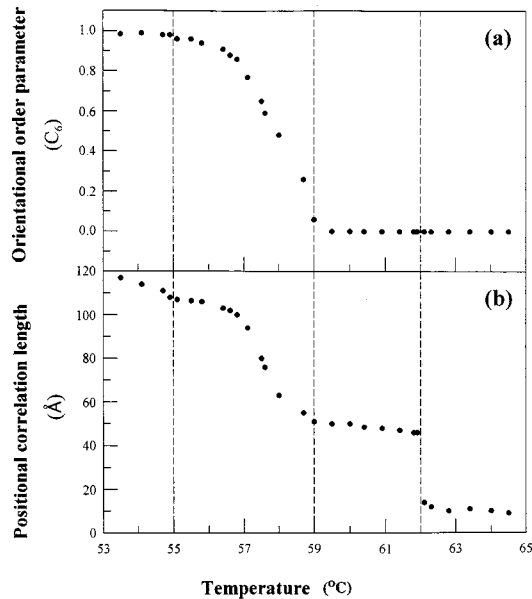 Orientational order parameter
(C₆)
1.0
0.8
0.6
0.4
0.2
0.0
(a)
Positional correlation length
(Å)
120
100
80
60
40
20
0
(b)
53 55 57 59 61 63 65
Temperature (°C)